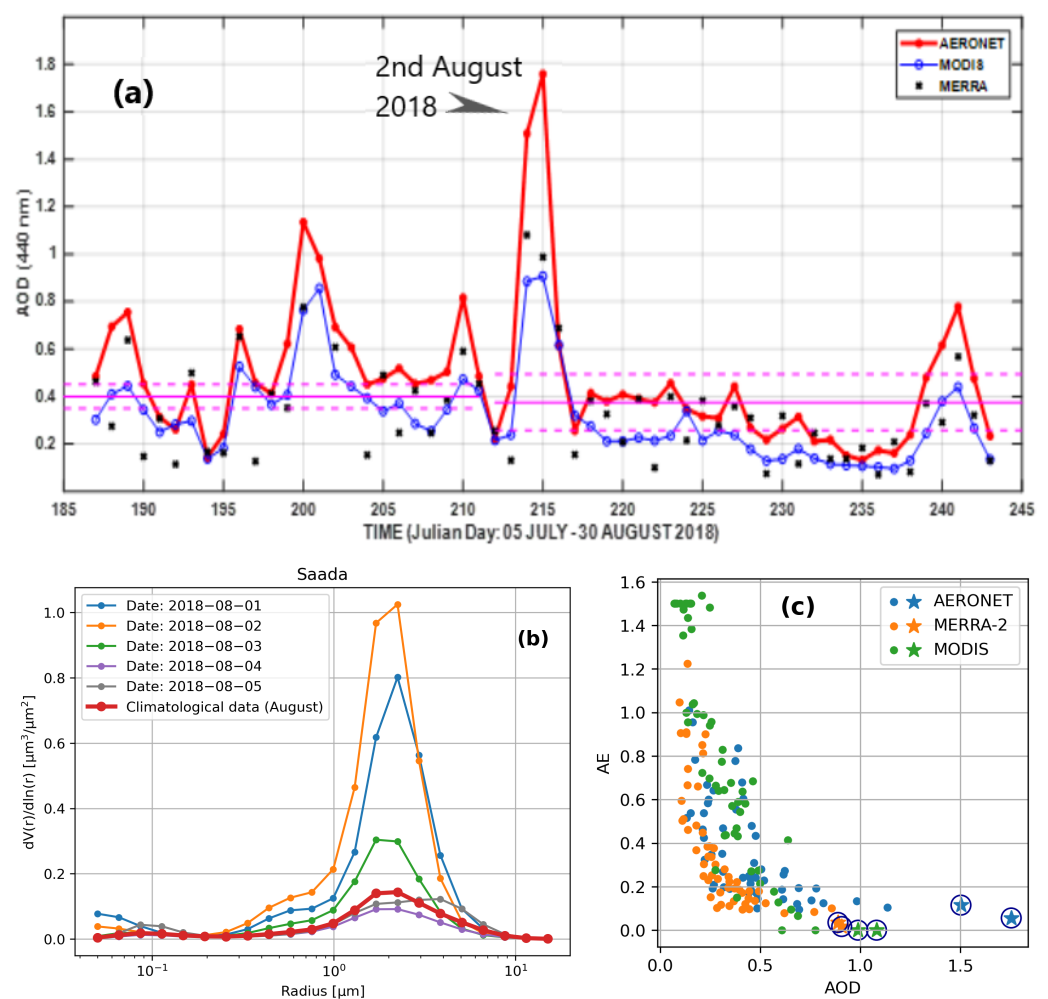 1.8
1.6
1.4
1.2
1
0.8
0.6
0.4
0.2
AOD (440 nm)
(a)
2nd August
2018
AERONET
MODIS
MERRA
185 190 195 200 205 210 215 220 225 230 235 240 245
TIME (Julian Day: 05 JULY - 30 AUGUST 2018)
Saada
1.0
0.8
0.6
0.4
0.2
0.0
dV(r)/dln(r) [μm³/μm²]
Date: 2018−08−01
Date: 2018−08−02
Date: 2018−08−03
Date: 2018−08−04
Date: 2018−08−05
Climatological data (August)
(b)
10⁻¹ 10⁰ 10¹
Radius [μm]
1.6
1.4
1.2
1.0
0.8
0.6
0.4
0.2
0.0
AE
(c)
AERONET
MERRA-2
MODIS
0.0 0.5 1.0 1.5
AOD